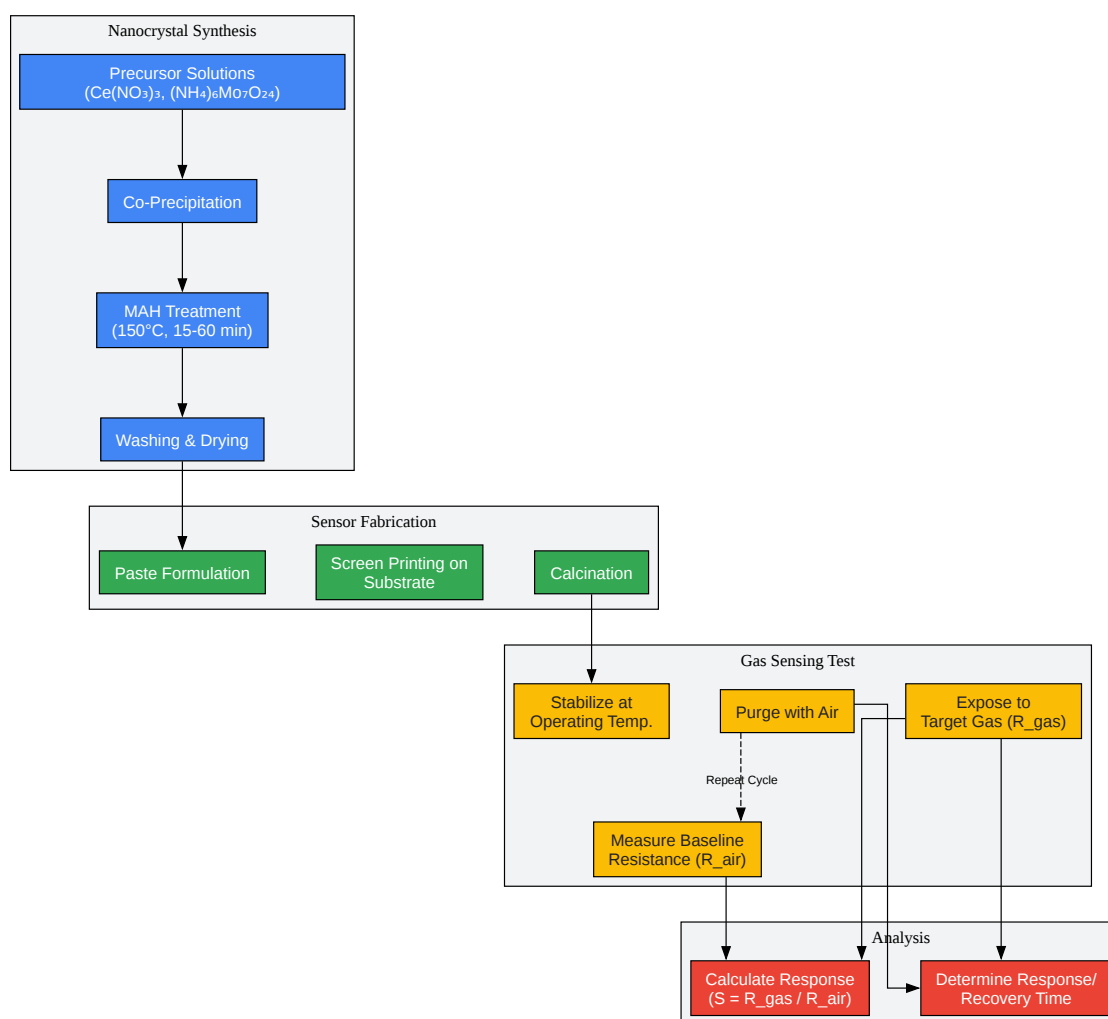 Nanocrystal Synthesis
Precursor Solutions
(Ce(NO₃)₃, (NH₄)₆Mo₇O₂₄)
Co-Precipitation
MAH Treatment
(150°C, 15-60 min)
Washing & Drying
Sensor Fabrication
Paste Formulation
Screen Printing on
Substrate
Calcination
Gas Sensing Test
Stabilize at
Operating Temp.
Purge with Air
Expose to
Target Gas (R_gas)
Repeat Cycle
Measure Baseline
Resistance (R_air)
Analysis
Calculate Response
(S = R_gas / R_air)
Determine Response/
Recovery Time